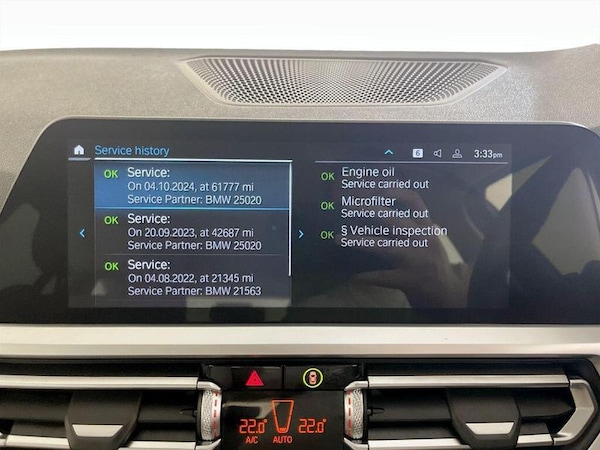 Service history
6
3:33pm
OK Service:
On 04.10.2024, at 61777 mi
Service Partner: BMW 25020
OK Service:
On 20.09.2023, at 42687 mi
Service Partner: BMW 25020
OK Service:
On 04.08.2022, at 21345 mi
Service Partner: BMW 21563
OK Engine oil
Service carried out
OK Microfilter
Service carried out
OK § Vehicle inspection
Service carried out
22.0° 22.0°
A/C AUTO